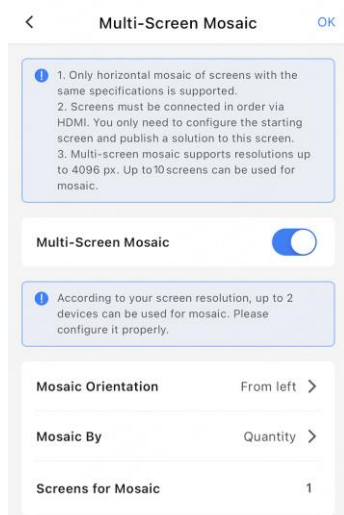 Multi-Screen Mosaic OK
1. Only horizontal mosaic of screens with the
same specifications is supported.
2. Screens must be connected in order via
HDMI. You only need to configure the starting
screen and publish a solution to this screen.
3. Multi-screen mosaic supports resolutions up
to 4096 px. Up to 10 screens can be used for
mosaic.
Multi-Screen Mosaic
According to your screen resolution, up to 2
devices can be used for mosaic. Please
configure it properly.
Mosaic Orientation From left
Mosaic By Quantity
Screens for Mosaic 1